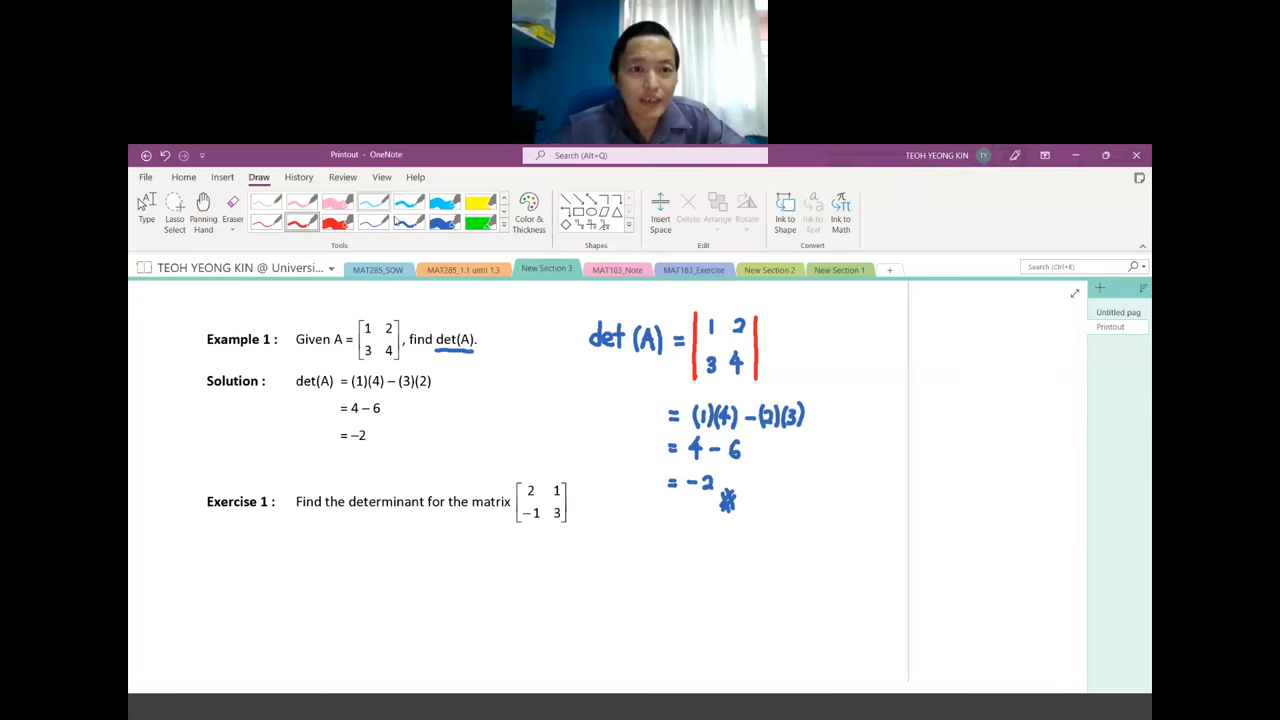 Printout - OneNote
Search (Alt+Q)
TEOH YEONG KIN TY
File Home Insert Draw History Review View Help
Type
Lasso Select
Panning Hand
Eraser
Color & Thickness
Insert Space
Delete
Arrange
Rotate
Ink to Shape
Ink to Text
Ink to Math
Tools Shapes Edit Convert
TEOH YEONG KIN @ Universi...
MAT285_SOW MAT285_1.1 until 1.3 New Section 3 MAT183_Note MAT183_Exercise New Section 2 New Section 1 +
Search (Ctrl+E)
Untitled pag
Printout
Example 1 : Given A = [1 2
3 4], find det(A).
Solution : det(A) = (1)(4) – (3)(2)
= 4 – 6
= –2
Exercise 1 : Find the determinant for the matrix [2 1
−1 3]
det (A) = |1 2
3 4|
= (1)(4) - (2)(3)
= 4 - 6
= -2